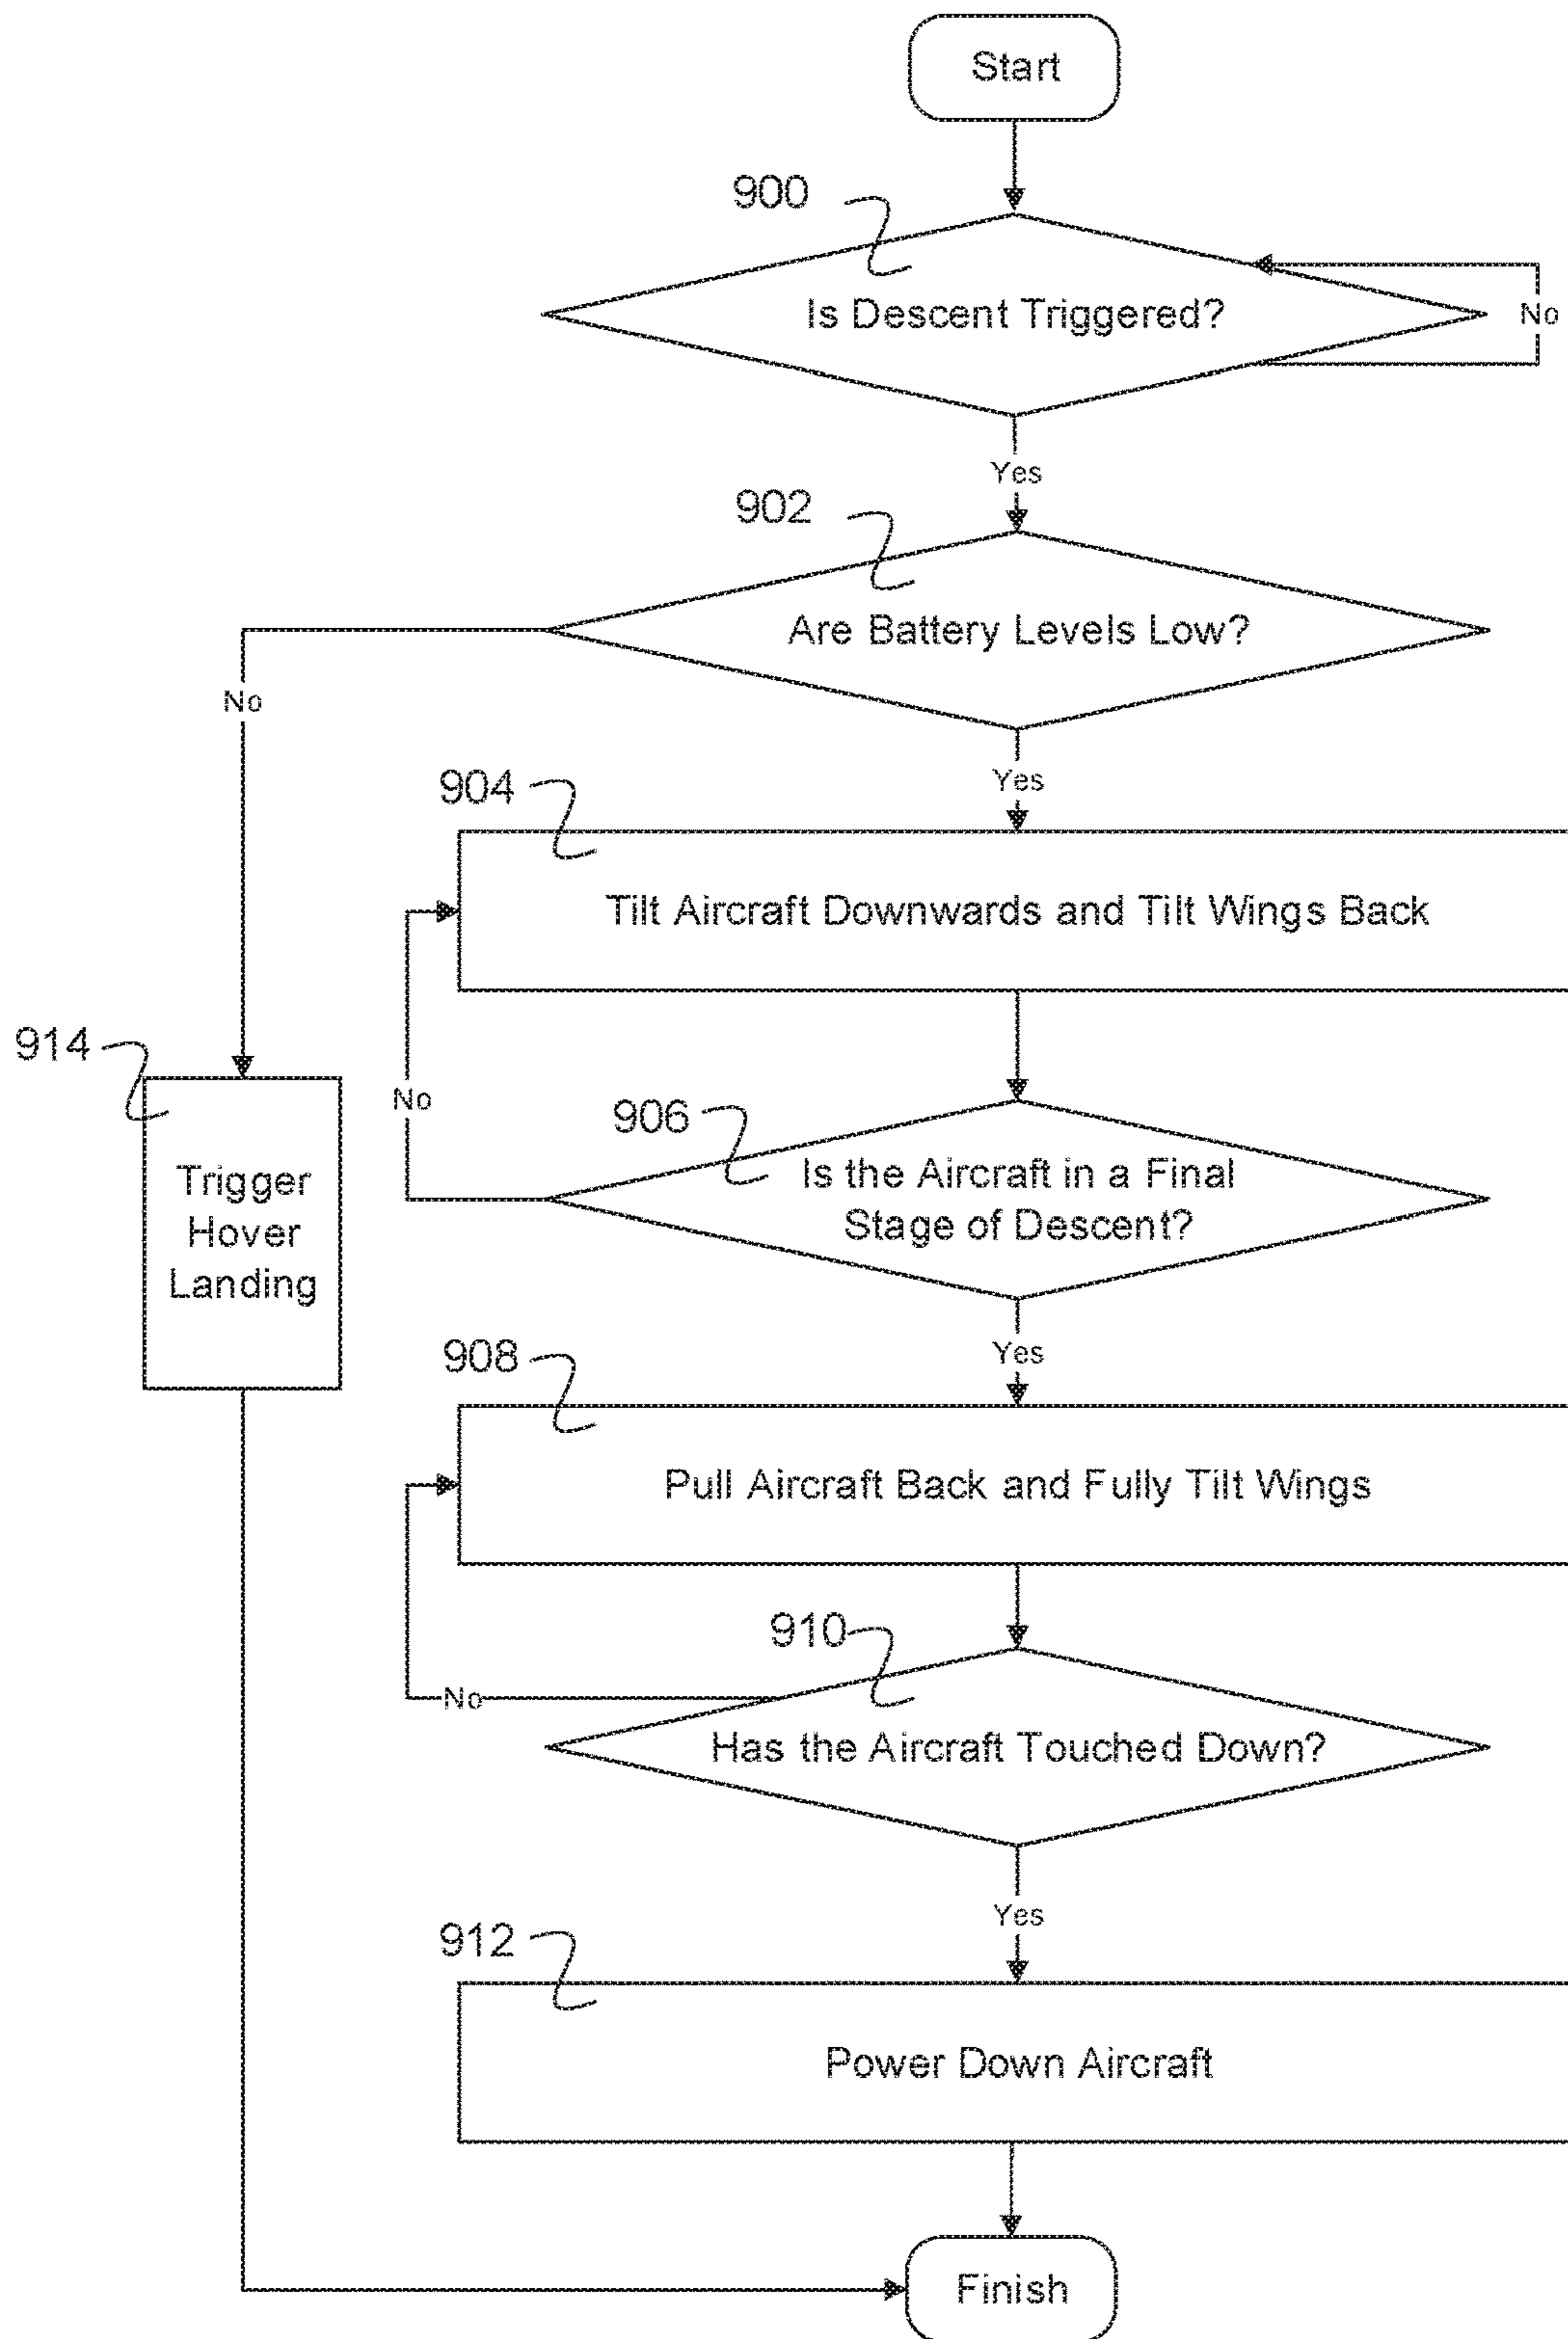 Start
900
Is Descent Triggered?
No
Yes
902
Are Battery Levels Low?
No
Yes
904
Tilt Aircraft Downwards and Tilt Wings Back
914
Trigger
Hover
Landing
No
906
Is the Aircraft in a Final
Stage of Descent?
Yes
908
Pull Aircraft Back and Fully Tilt Wings
910
No
Has the Aircraft Touched Down?
Yes
912
Power Down Aircraft
Finish